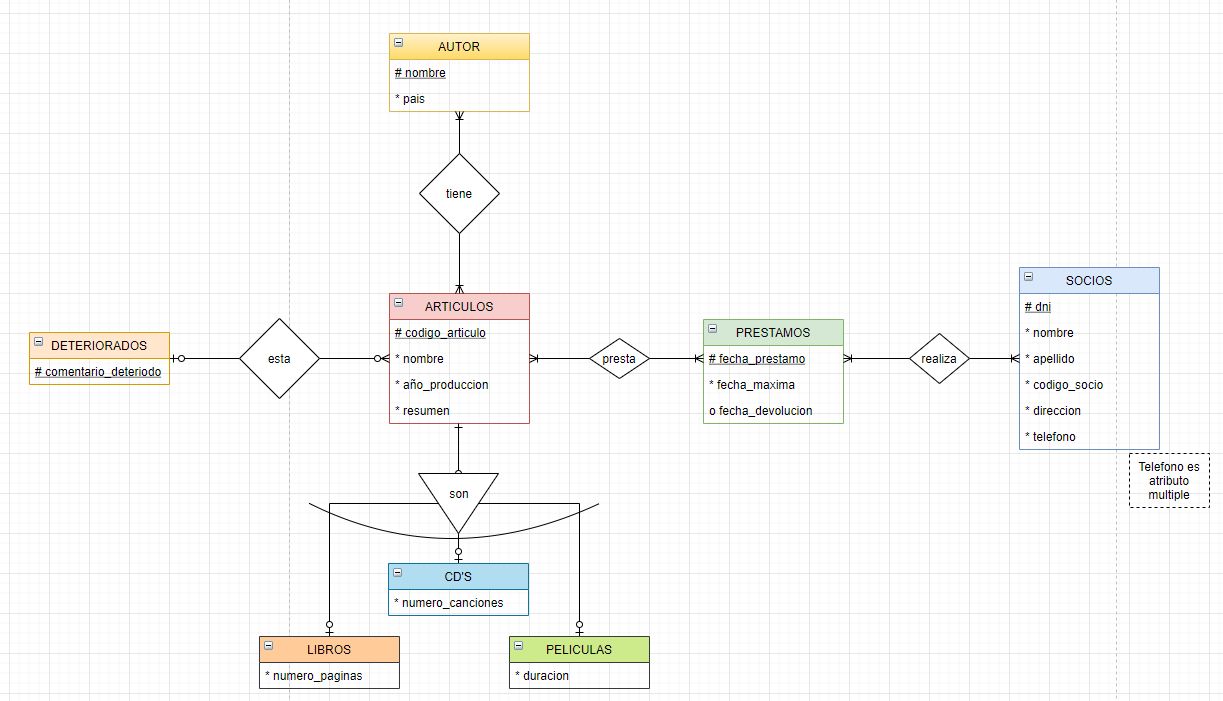 AUTOR
# nombre
* pais
tiene
ARTICULOS
# codigo_articulo
* nombre
* año_produccion
* resumen
DETERIORADOS
# comentario_deteriodo
esta
presta
PRESTAMOS
# fecha_prestamo
* fecha_maxima
o fecha_devolucion
realiza
SOCIOS
# dni
* nombre
* apellido
* codigo_socio
* direccion
* telefono
Telefono es
atributo
multiple
son
CD'S
* numero_canciones
LIBROS
* numero_paginas
PELICULAS
* duracion